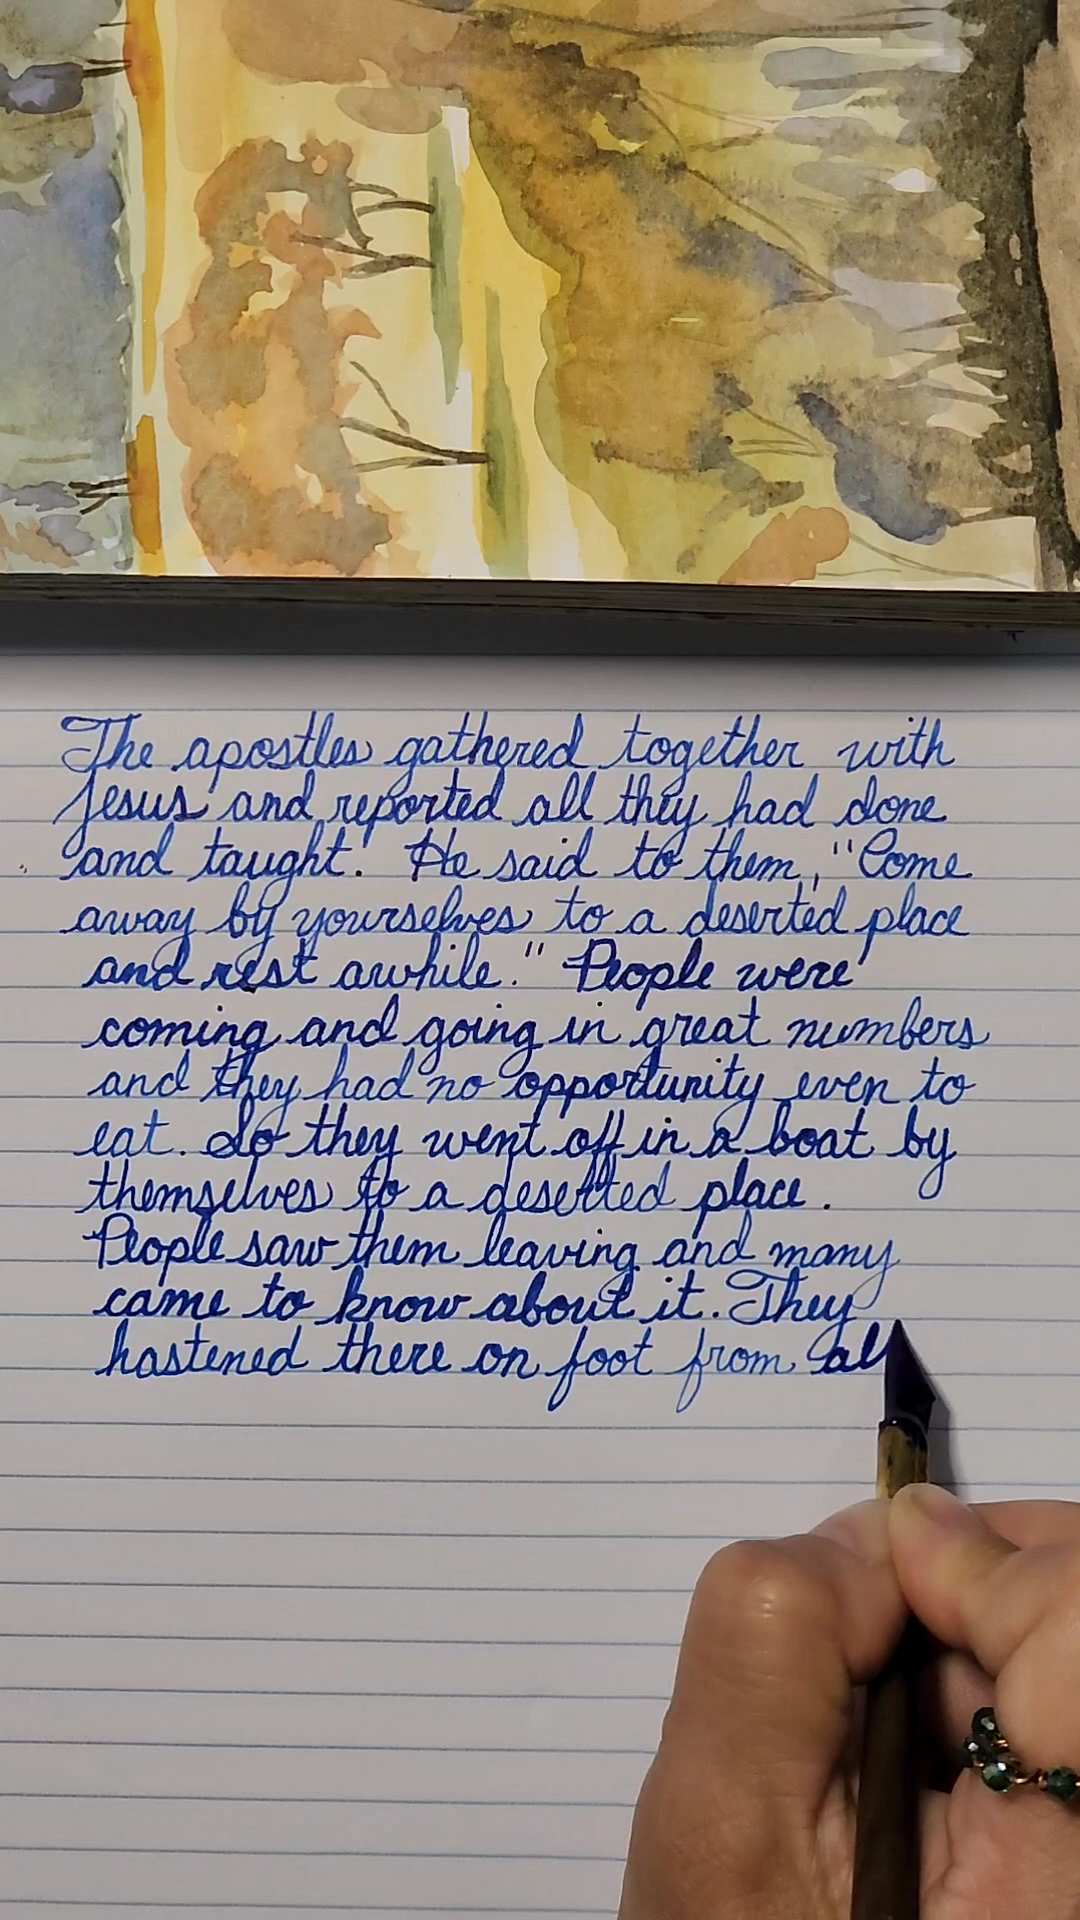 The apostles gathered together with
Jesus and reported all they had done
and taught. He said to them, "Come
away by yourselves to a deserted place
and rest awhile." People were
coming and going in great numbers
and they had no opportunity even to
eat. So they went off in a boat by
themselves to a deserted place.
People saw them leaving and many
came to know about it. They
hastened there on foot from all